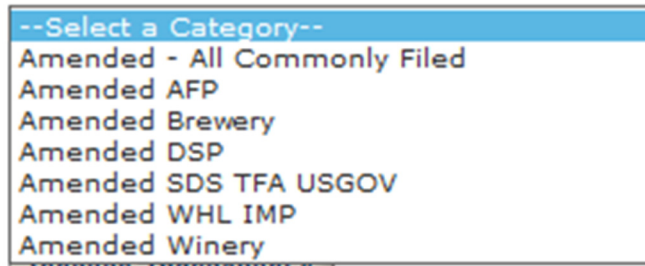 --Select a Category--
Amended - All Commonly Filed
Amended AFP
Amended Brewery
Amended DSP
Amended SDS TFA USGOV
Amended WHL IMP
Amended Winery